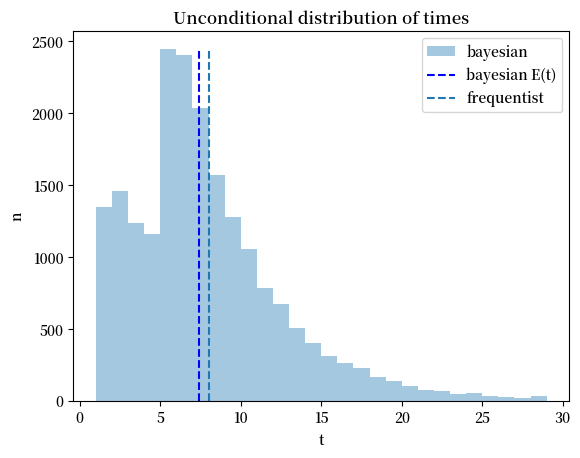 Unconditional distribution of times
2500
2000
1500
1000
500
0
n
0 5 10 15 20 25 30
t
bayesian
bayesian E(t)
frequentist